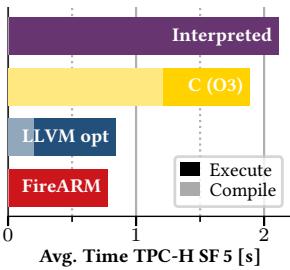 Interpreted
C (O3)
LLVM opt
FireARM
Execute
Compile
0 1 2
Avg. Time TPC-H SF 5 [s]